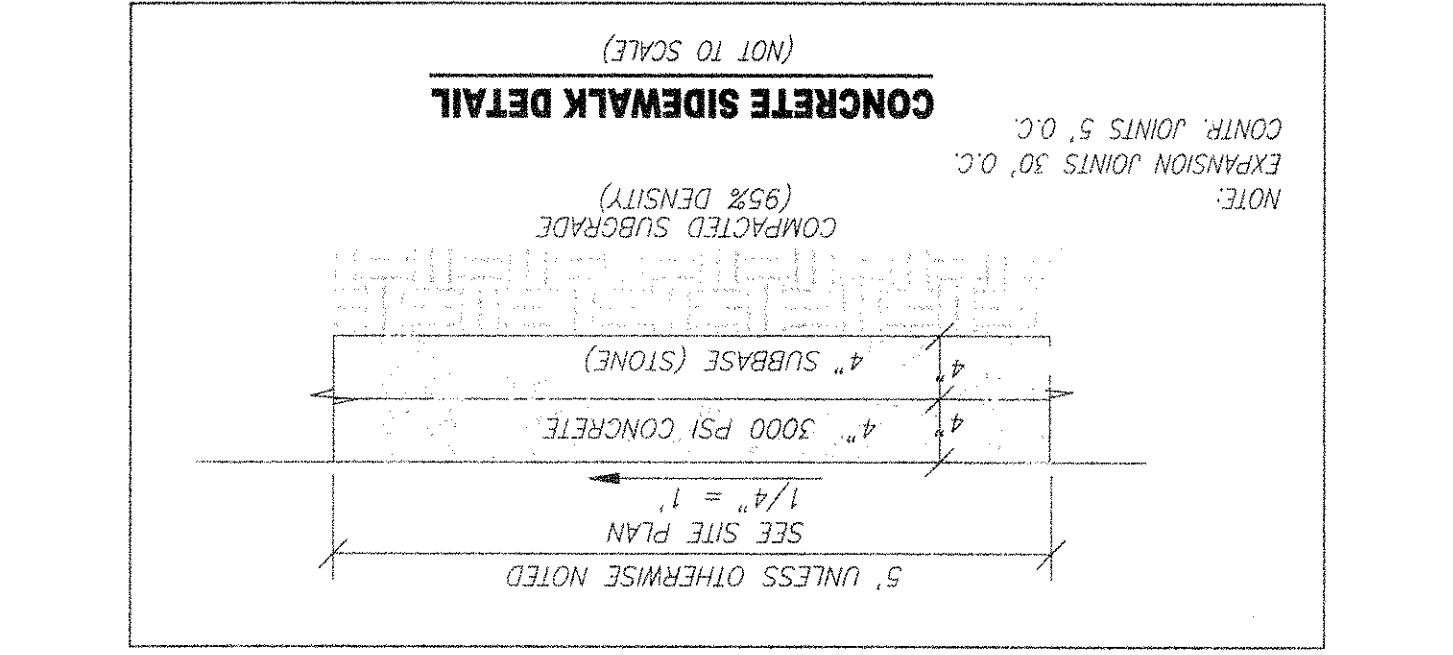 5' UNLESS OTHERWISE NOTED
SEE SITE PLAN
1/4" = 1'
4"
4" 3000 PSI CONCRETE
4"
4" SUBBASE (STONE)
COMPACTED SUBGRADE
(95% DENSITY)
NOTE:
EXPANSION JOINTS 30' O.C.
CONTR. JOINTS 5' O.C.
CONCRETE SIDEWALK DETAIL
(NOT TO SCALE)